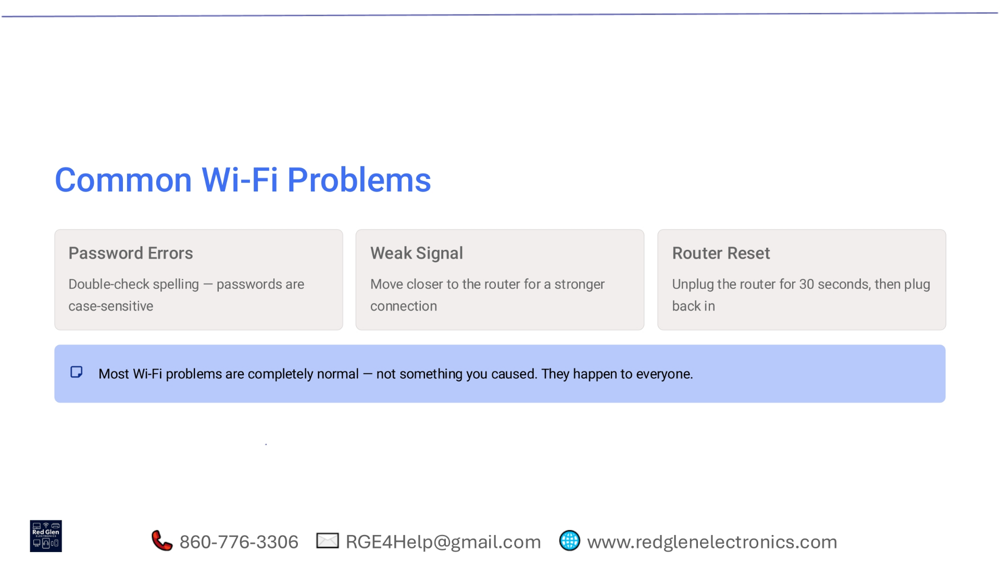 Common Wi-Fi Problems
Password Errors
Double-check spelling — passwords are
case-sensitive
Weak Signal
Move closer to the router for a stronger
connection
Router Reset
Unplug the router for 30 seconds, then plug
back in
Most Wi-Fi problems are completely normal — not something you caused. They happen to everyone.
.
Red Glen
ELECTRONICS
860-776-3306 RGE4Help@gmail.com www.redglenelectronics.com